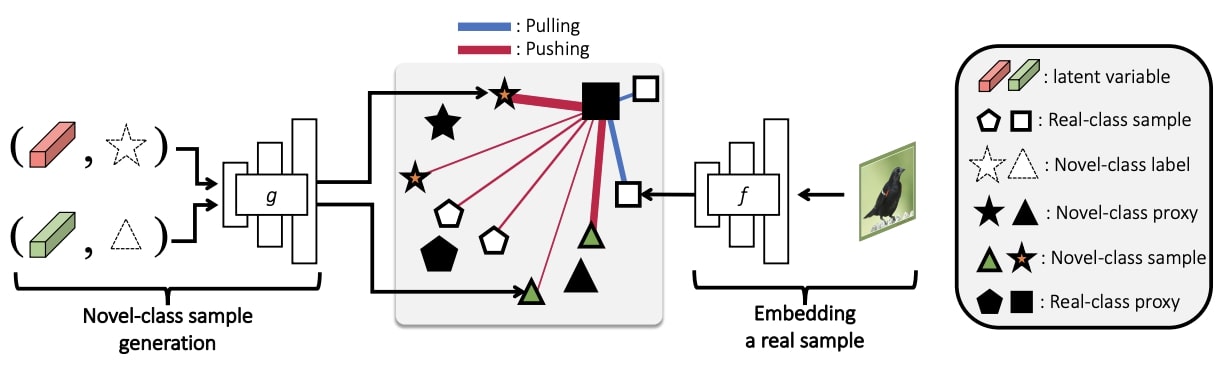 : Pulling
: Pushing
( , )
( , )
g
f
Novel-class sample
generation
Embedding
a real sample
: latent variable
: Real-class sample
: Novel-class label
: Novel-class proxy
: Novel-class sample
: Real-class proxy